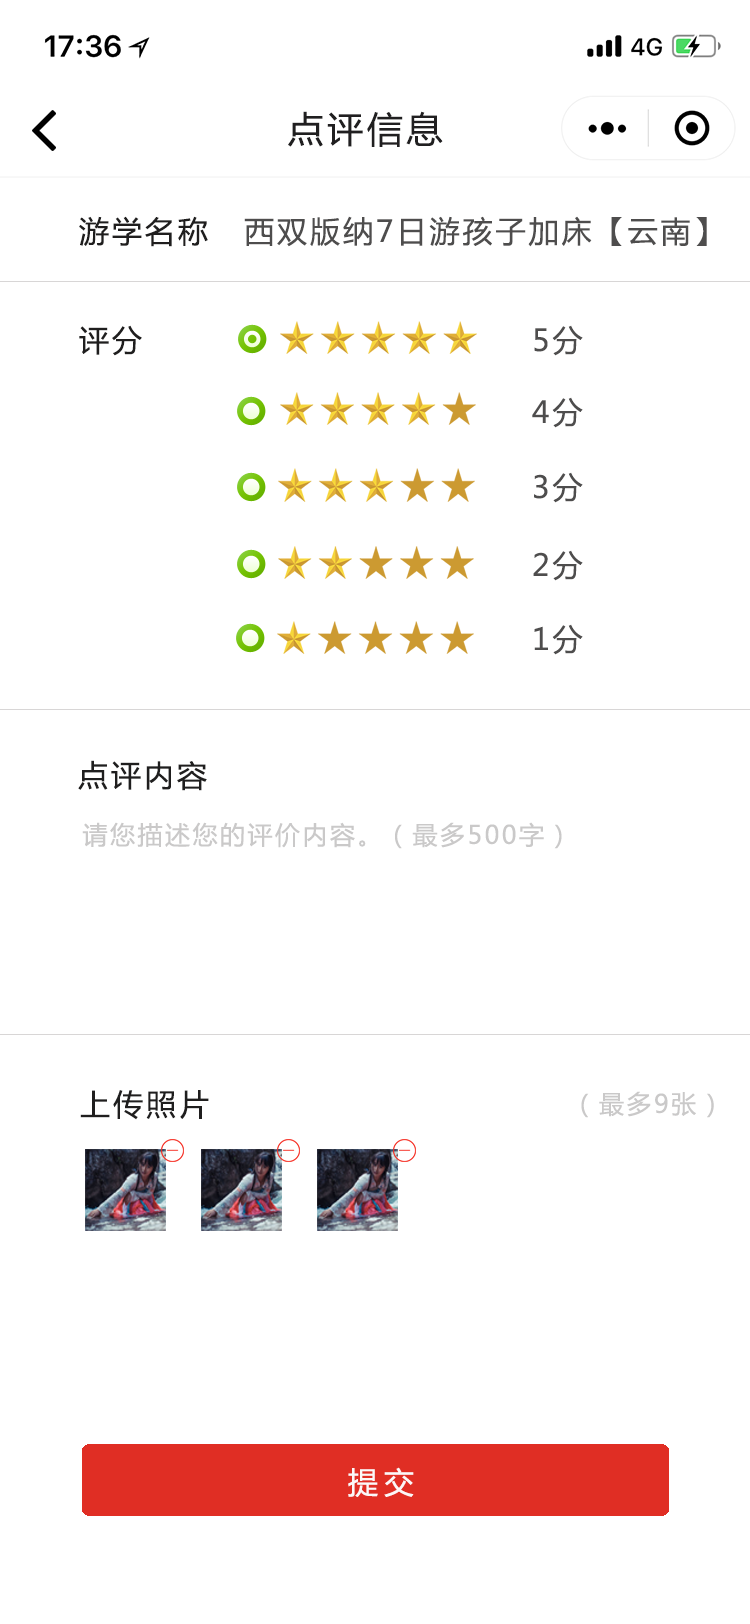 17:36
4G
点评信息
游学名称 西双版纳7日游孩子加床【云南】
评分 5分
4分
3分
2分
1分
点评内容
请您描述您的评价内容。（最多500字）
上传照片 （最多9张）
提交